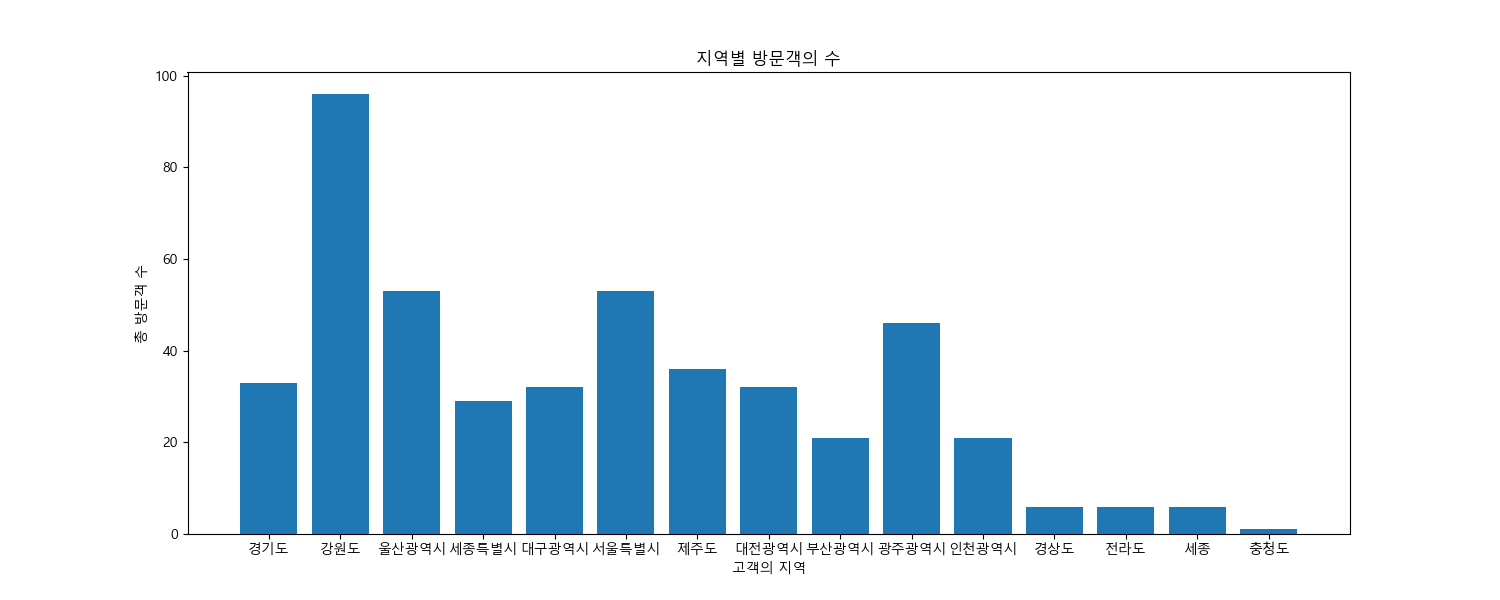 지역별 방문객의 수
100
80
60
40
20
0
총 방문객 수
경기도 강원도 울산광역시 세종특별시 대구광역시 서울특별시 제주도 대전광역시 부산광역시 광주광역시 인천광역시 경상도 전라도 세종 충청도
고객의 지역